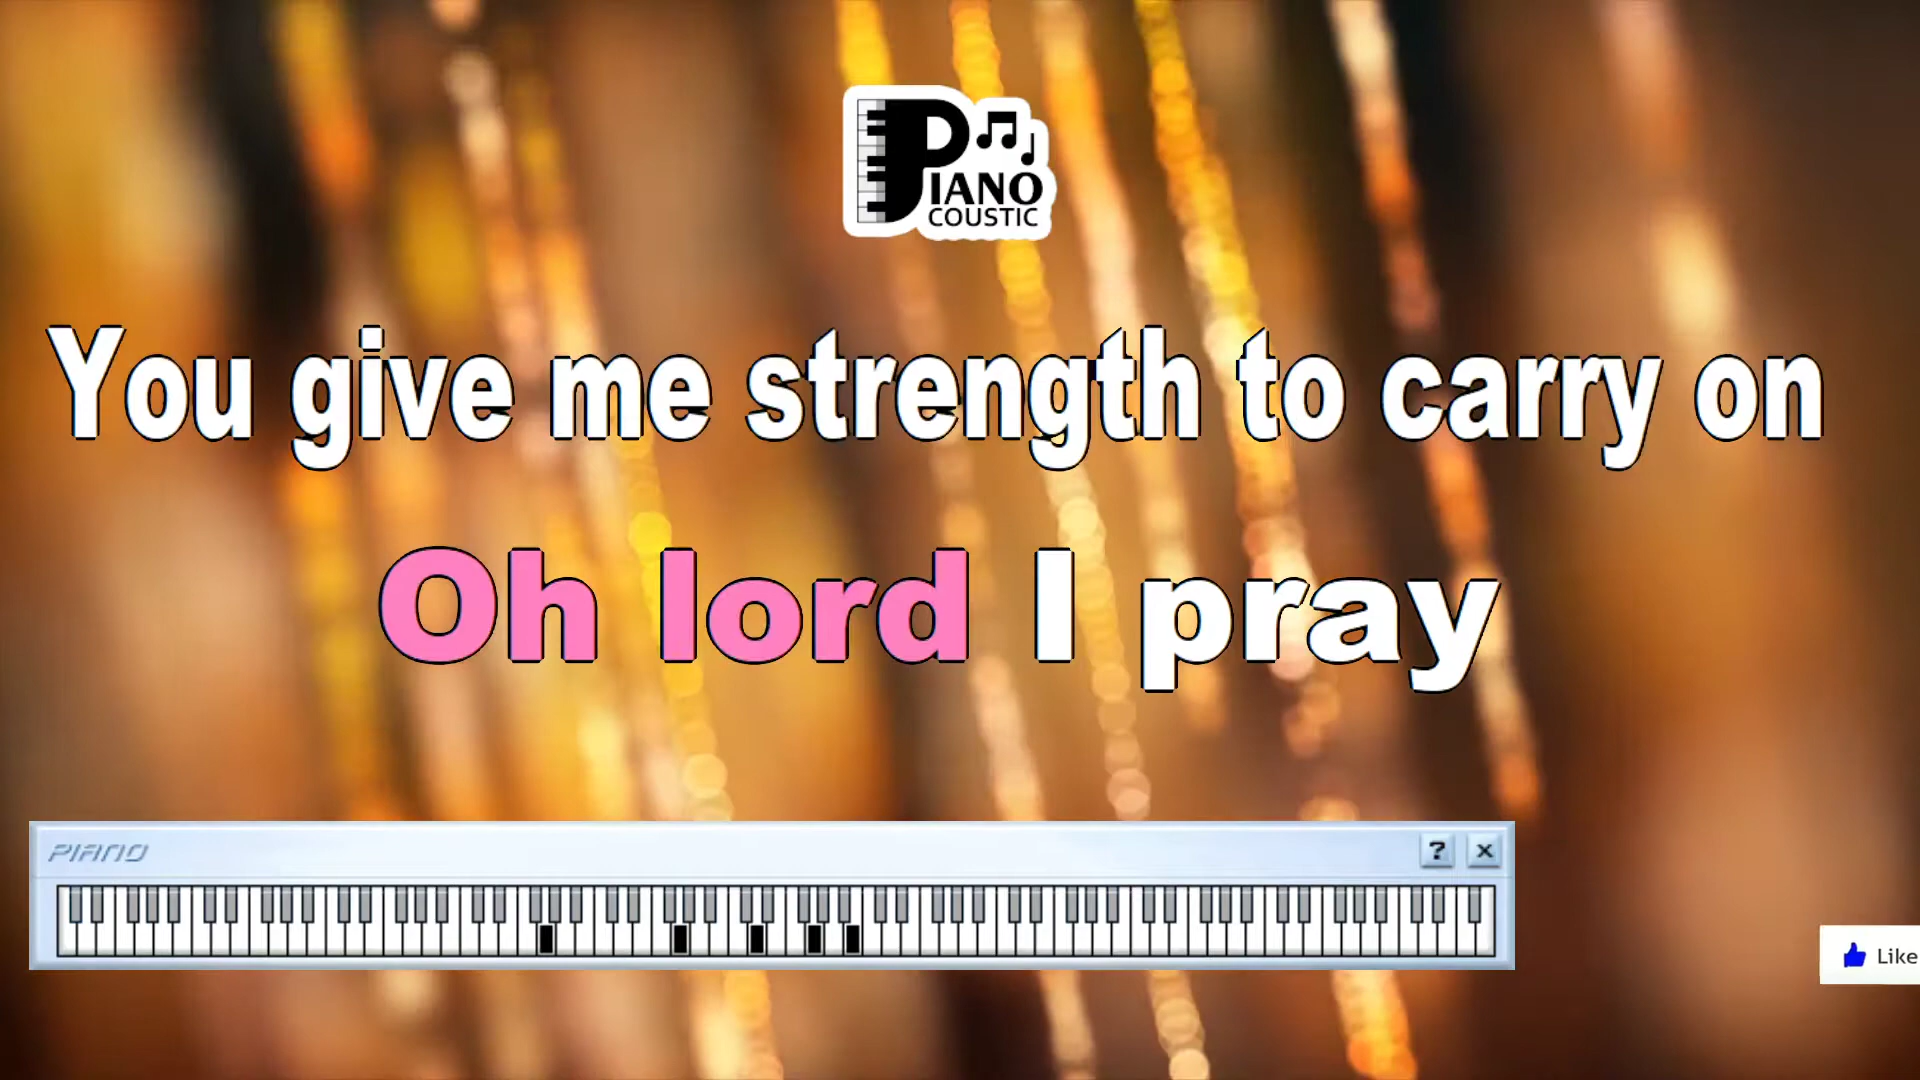 PIANO
COUSTIC
You give me strength to carry on
Oh lord I pray
PIANO
?
x
Like